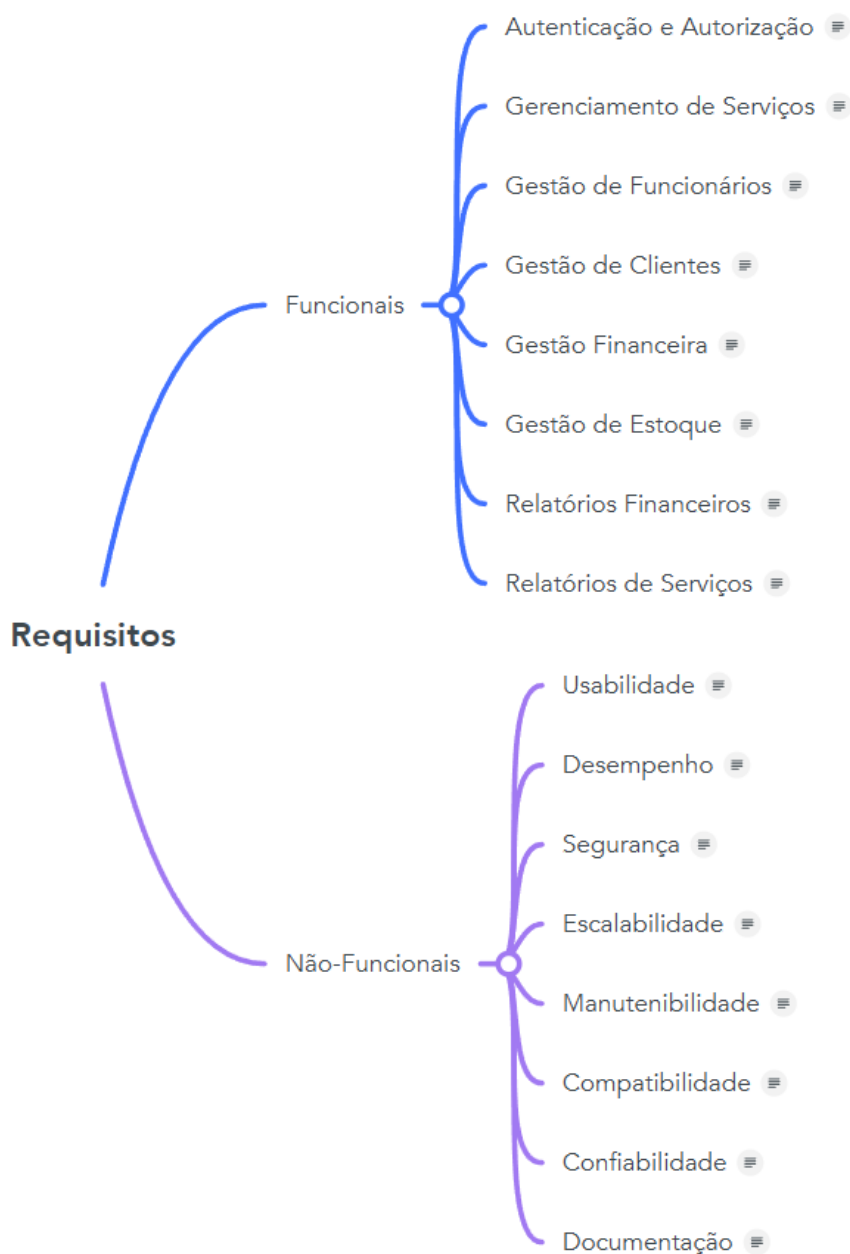 Autenticação e Autorização
Gerenciamento de Serviços
Gestão de Funcionários
Gestão de Clientes
Funcionais
Gestão Financeira
Gestão de Estoque
Relatórios Financeiros
Relatórios de Serviços
Requisitos
Usabilidade
Desempenho
Segurança
Escalabilidade
Não-Funcionais
Manutenibilidade
Compatibilidade
Confiabilidade
Documentação